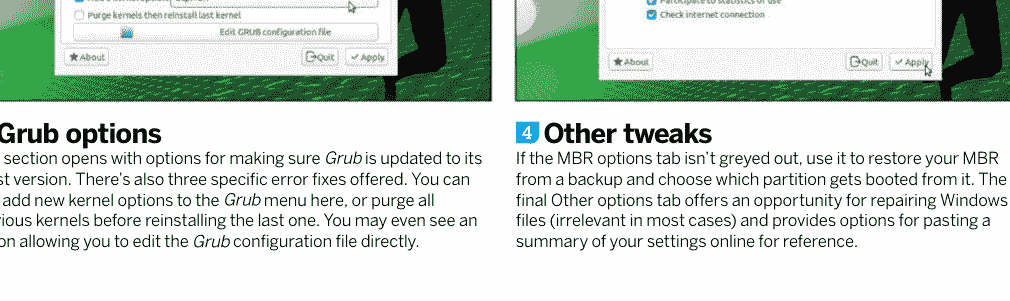 Purge kernels then reinstall last kernel
Edit GRUB configuration file
About
Quit
Apply
Grub options
section opens with options for making sure Grub is updated to its
version. There's also three specific error fixes offered. You can
add new kernel options to the Grub menu here, or purge all
kernels before reinstalling the last one. You may even see an
allowing you to edit the Grub configuration file directly.
Participate to statistics of use
Check internet connection
About
Quit
Apply
4 Other tweaks
If the MBR options tab isn't greyed out, use it to restore your MBR
from a backup and choose which partition gets booted from it. The
final Other options tab offers an opportunity for repairing Windows
files (irrelevant in most cases) and provides options for pasting a
summary of your settings online for reference.